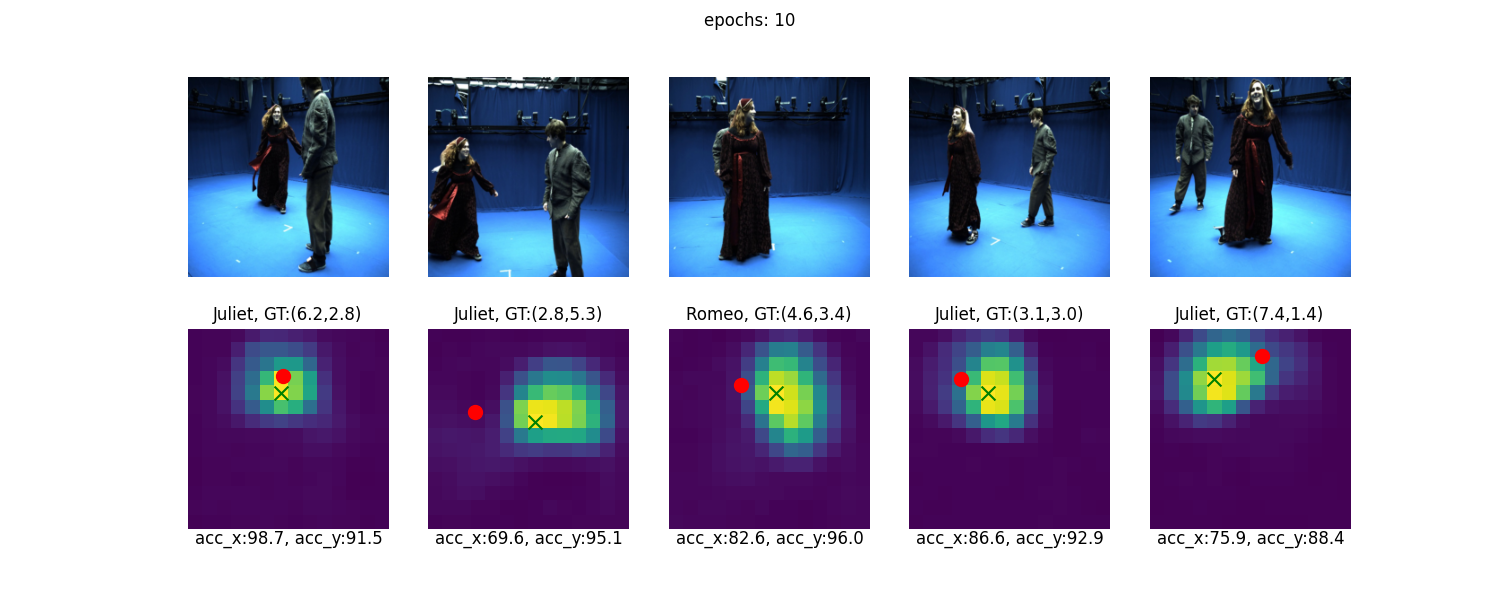 epochs: 10
Juliet, GT:(6.2,2.8)
Juliet, GT:(2.8,5.3)
Romeo, GT:(4.6,3.4)
Juliet, GT:(3.1,3.0)
Juliet, GT:(7.4,1.4)
acc_x:98.7, acc_y:91.5
acc_x:69.6, acc_y:95.1
acc_x:82.6, acc_y:96.0
acc_x:86.6, acc_y:92.9
acc_x:75.9, acc_y:88.4